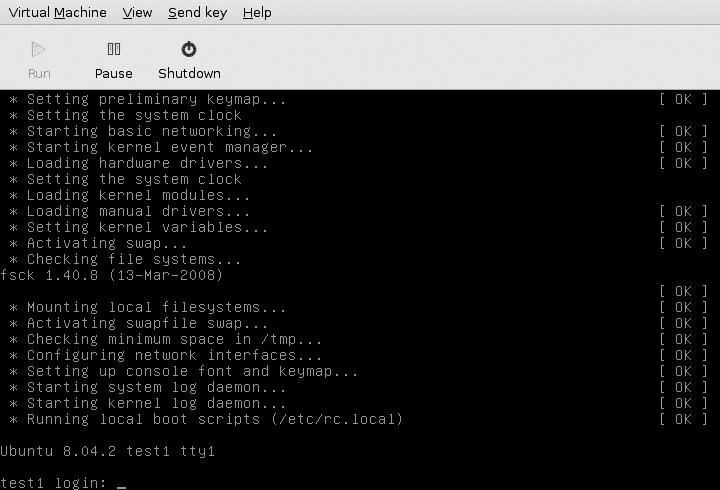 Virtual Machine View Send key Help
Run Pause Shutdown
* Setting preliminary keymap... [ OK ]
* Setting the system clock
* Starting basic networking... [ OK ]
* Starting kernel event manager... [ OK ]
* Loading hardware drivers... [ OK ]
* Setting the system clock
* Loading kernel modules...
* Loading manual drivers... [ OK ]
* Setting kernel variables... [ OK ]
* Activating swap... [ OK ]
* Checking file systems...
fsck 1.40.8 (13-Mar-2008)
[ OK ]
* Mounting local filesystems... [ OK ]
* Activating swapfile swap... [ OK ]
* Checking minimum space in /tmp... [ OK ]
* Configuring network interfaces... [ OK ]
* Setting up console font and keymap... [ OK ]
* Starting system log daemon... [ OK ]
* Starting kernel log daemon... [ OK ]
* Running local boot scripts (/etc/rc.local) [ OK ]
Ubuntu 8.04.2 test1 tty1
test1 login: _